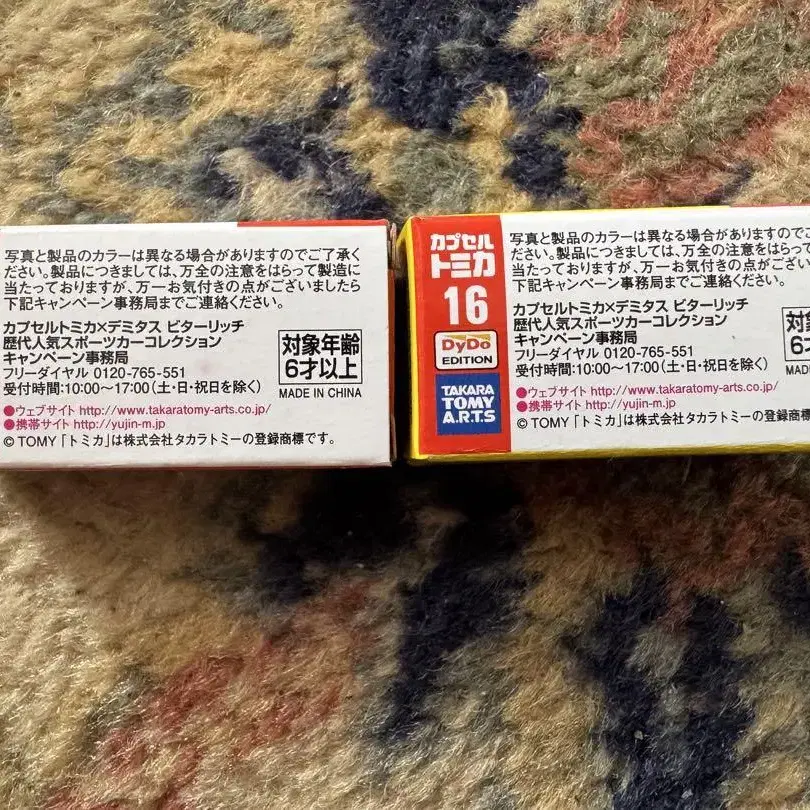 写真と製品のカラーは異なる場合がありますのでご了承く
ださい。製品につきましては、万全の注意をはらって製造に
当たっておりますが、万一お気付きの点がございましたら
下記キャンペーン事務局までご連絡ください。
カプセルトミカ×デミタス ビターリッチ
歴代人気スポーツカーコレクション
キャンペーン事務局
フリーダイヤル 0120-765-551
受付時間:10:00〜17:00(土・日・祝日を除く)
対象年齢
6才以上
MADE IN CHINA
●ウェブサイト http://www.takaratomy-arts.co.jp/
●携帯サイト http://yujin-m.jp/
© TOMY 「トミカ」は株式会社タカラトミーの登録商標です。
カプセル
トミカ
16
DyDo
EDITION
TAKARA
TOMY
A.R.T.S
写真と製品のカラーは異なる場合がありますのでご
ださい。製品につきましては、万全の注意をはらっ
当たっておりますが、万一お気付きの点がござい
下記キャンペーン事務局までご連絡ください。
カプセルトミカ×デミタス ビターリッチ
歴代人気スポーツカーコレクション
キャンペーン事務局
フリーダイヤル 0120-765-551
受付時間:10:00〜17:00(土・日・祝日を除く)
対
6才
MAD
●ウェブサイト http://www.takaratomy-arts.co.jp/
●携帯サイト http://yujin-m.jp/
© TOMY 「トミカ」は株式会社タカラトミーの登録商標です。